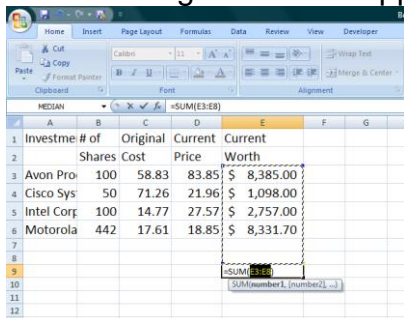 Home Insert Page Layout Formulas Data Review View Developer
Cut
Copy
Paste
Format Painter
Calibri 11
Wrap Text
Merge & Center
Clipboard Font Alignment
MEDIAN =SUM(E3:E8)
A B C D E F G
1 Investme # of Original Current Current
2 Shares Cost Price Worth
3 Avon Pro 100 58.83 83.85 $ 8,385.00
4 Cisco Sys 50 71.26 21.96 $ 1,098.00
5 Intel Corp 100 14.77 27.57 $ 2,757.00
6 Motorola 442 17.61 18.85 $ 8,331.70
7
8
9 =SUM(E3:E8)
10 SUM(number1, [number2], ...)
11
12